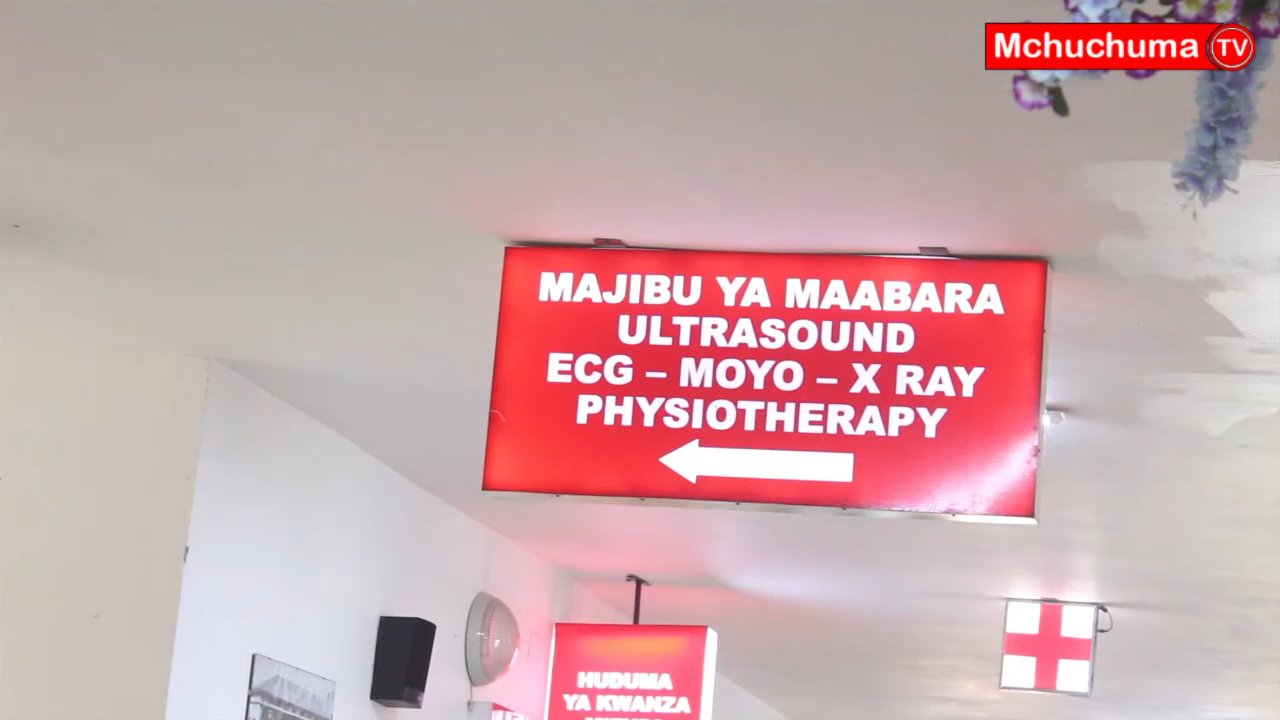 Mchuchuma TV
MAJIBU YA MAABARA
ULTRASOUND
ECG – MOYO – X RAY
PHYSIOTHERAPY
HUDUMA
YA KWANZA